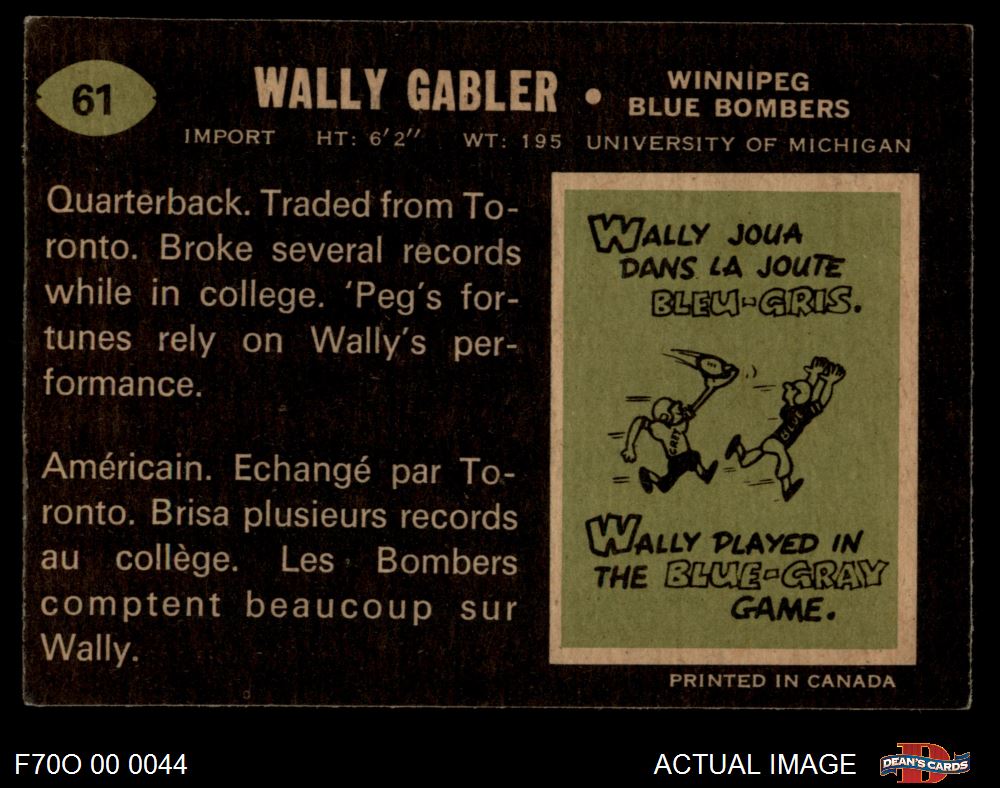 61
WALLY GABLER • WINNIPEG BLUE BOMBERS
IMPORT HT: 6'2" WT: 195 UNIVERSITY OF MICHIGAN
Quarterback. Traded from To-
ronto. Broke several records
while in college. 'Peg's for-
tunes rely on Wally's per-
formance.
Américain. Echangé par To-
ronto. Brisa plusieurs records
au collège. Les Bombers
comptent beaucoup sur
Wally.
WALLY JOUA
DANS LA JOUTE
BLEU-GRIS.
BLUE
WALLY PLAYED IN
THE BLUE-GRAY
GAME.
PRINTED IN CANADA
F70O 00 0044
ACTUAL IMAGE
D
DEAN'S CARDS